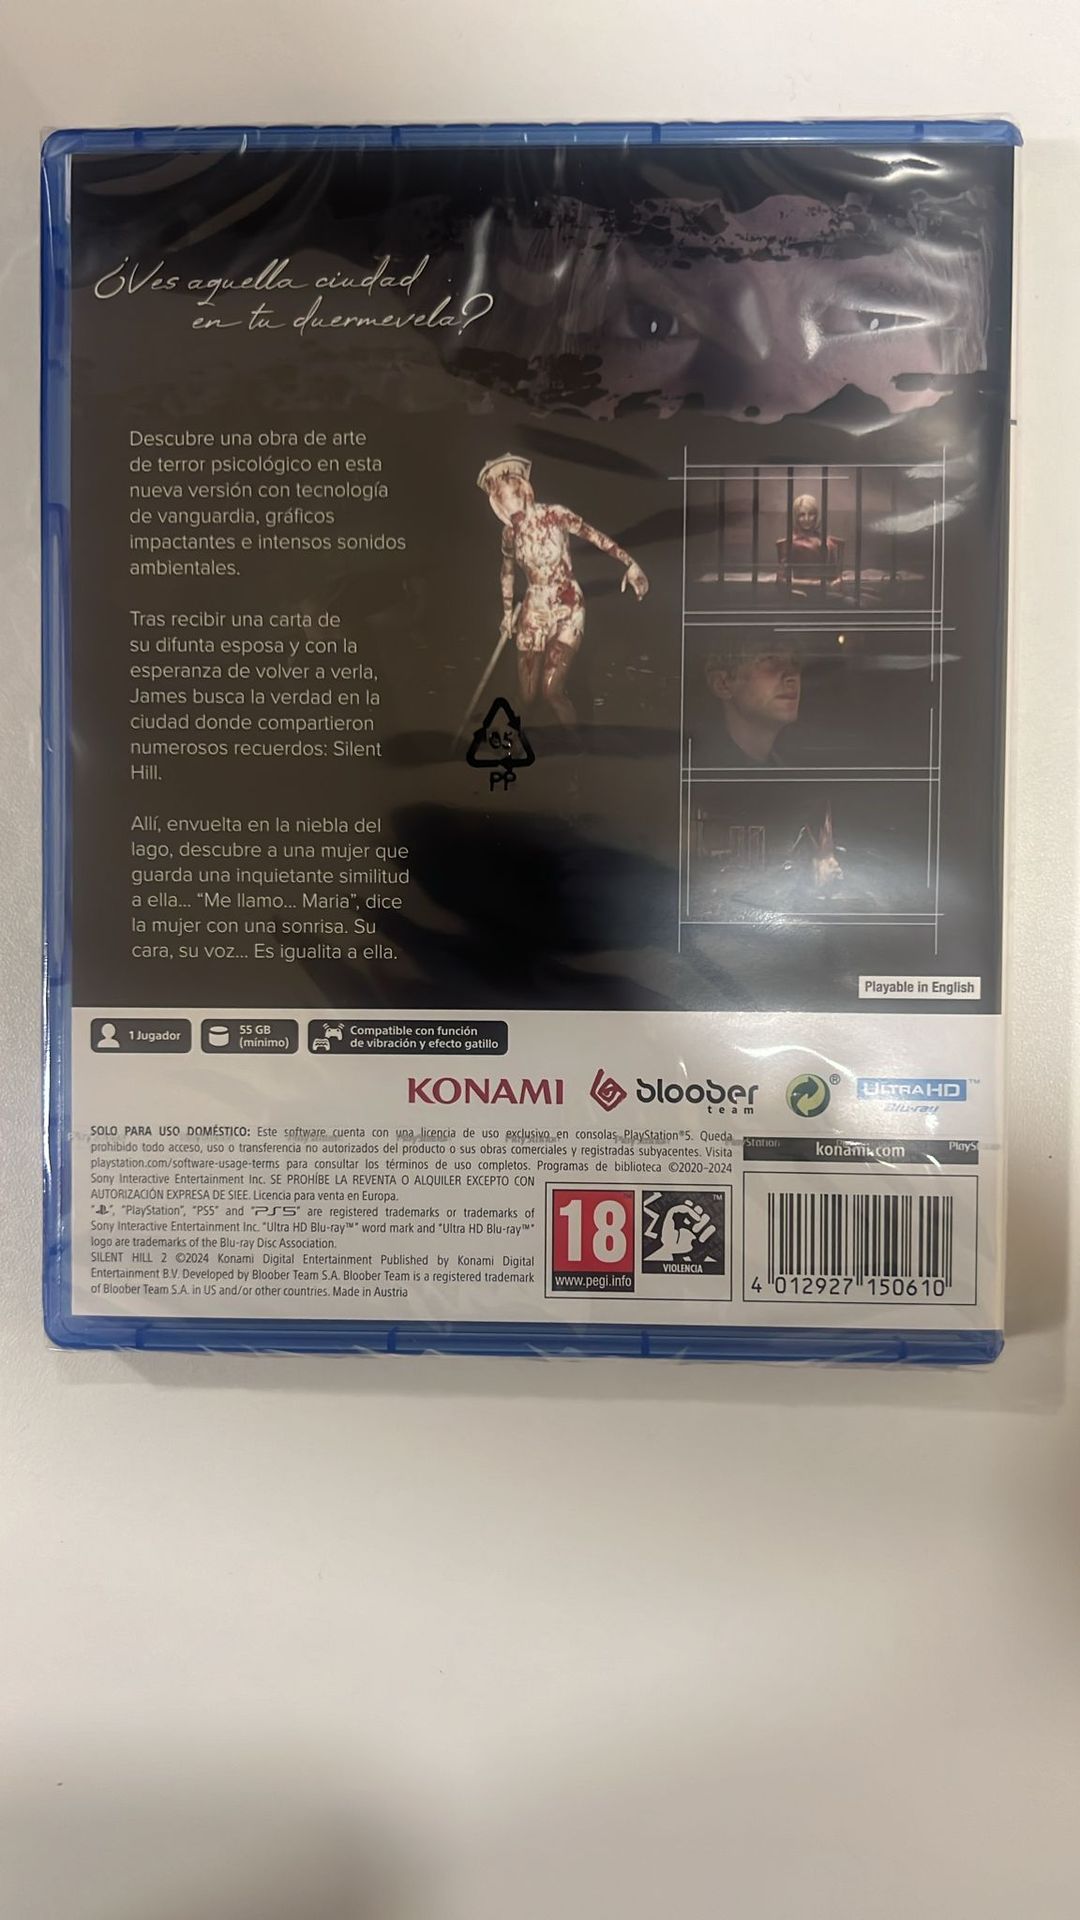 ¿Ves aquella ciudad
en tu duermevela?
Descubre una obra de arte
de terror psicológico en esta
nueva versión con tecnología
de vanguardia, gráficos
impactantes e intensos sonidos
ambientales.
Tras recibir una carta de
su difunta esposa y con la
esperanza de volver a verla,
James busca la verdad en la
ciudad donde compartieron
numerosos recuerdos: Silent
Hill.
Allí, envuelta en la niebla del
lago, descubre a una mujer que
guarda una inquietante similitud
a ella... “Me llamo... Maria”, dice
la mujer con una sonrisa. Su
cara, su voz... Es igualita a ella.
05
PP
Playable in English
1 Jugador
55 GB
(mínimo)
Compatible con función
de vibración y efecto gatillo
KONAMI
bloober
team
®
ULTRA HD™
Blu-ray
SOLO PARA USO DOMÉSTICO: Este software cuenta con una licencia de uso exclusivo en consolas PlayStation®5. Queda
prohibido todo acceso, uso o transferencia no autorizados del producto o sus obras comerciales y registradas subyacentes. Visita
playstation.com/software-usage-terms para consultar los términos de uso completos. Programas de biblioteca ©2020-2024
Sony Interactive Entertainment Inc. SE PROHÍBE LA REVENTA O ALQUILER EXCEPTO CON
AUTORIZACIÓN EXPRESA DE SIEE. Licencia para venta en Europa.
"PS", "PlayStation", "PS5" and "PS5" are registered trademarks or trademarks of
Sony Interactive Entertainment Inc. "Ultra HD Blu-ray™" word mark and "Ultra HD Blu-ray™"
logo are trademarks of the Blu-ray Disc Association.
SILENT HILL 2 ©2024 Konami Digital Entertainment Published by Konami Digital
Entertainment B.V. Developed by Bloober Team S.A. Bloober Team is a registered trademark
of Bloober Team S.A. in US and/or other countries. Made in Austria
konami.com
18
www.pegi.info
™
VIOLENCIA
4 012927 150610